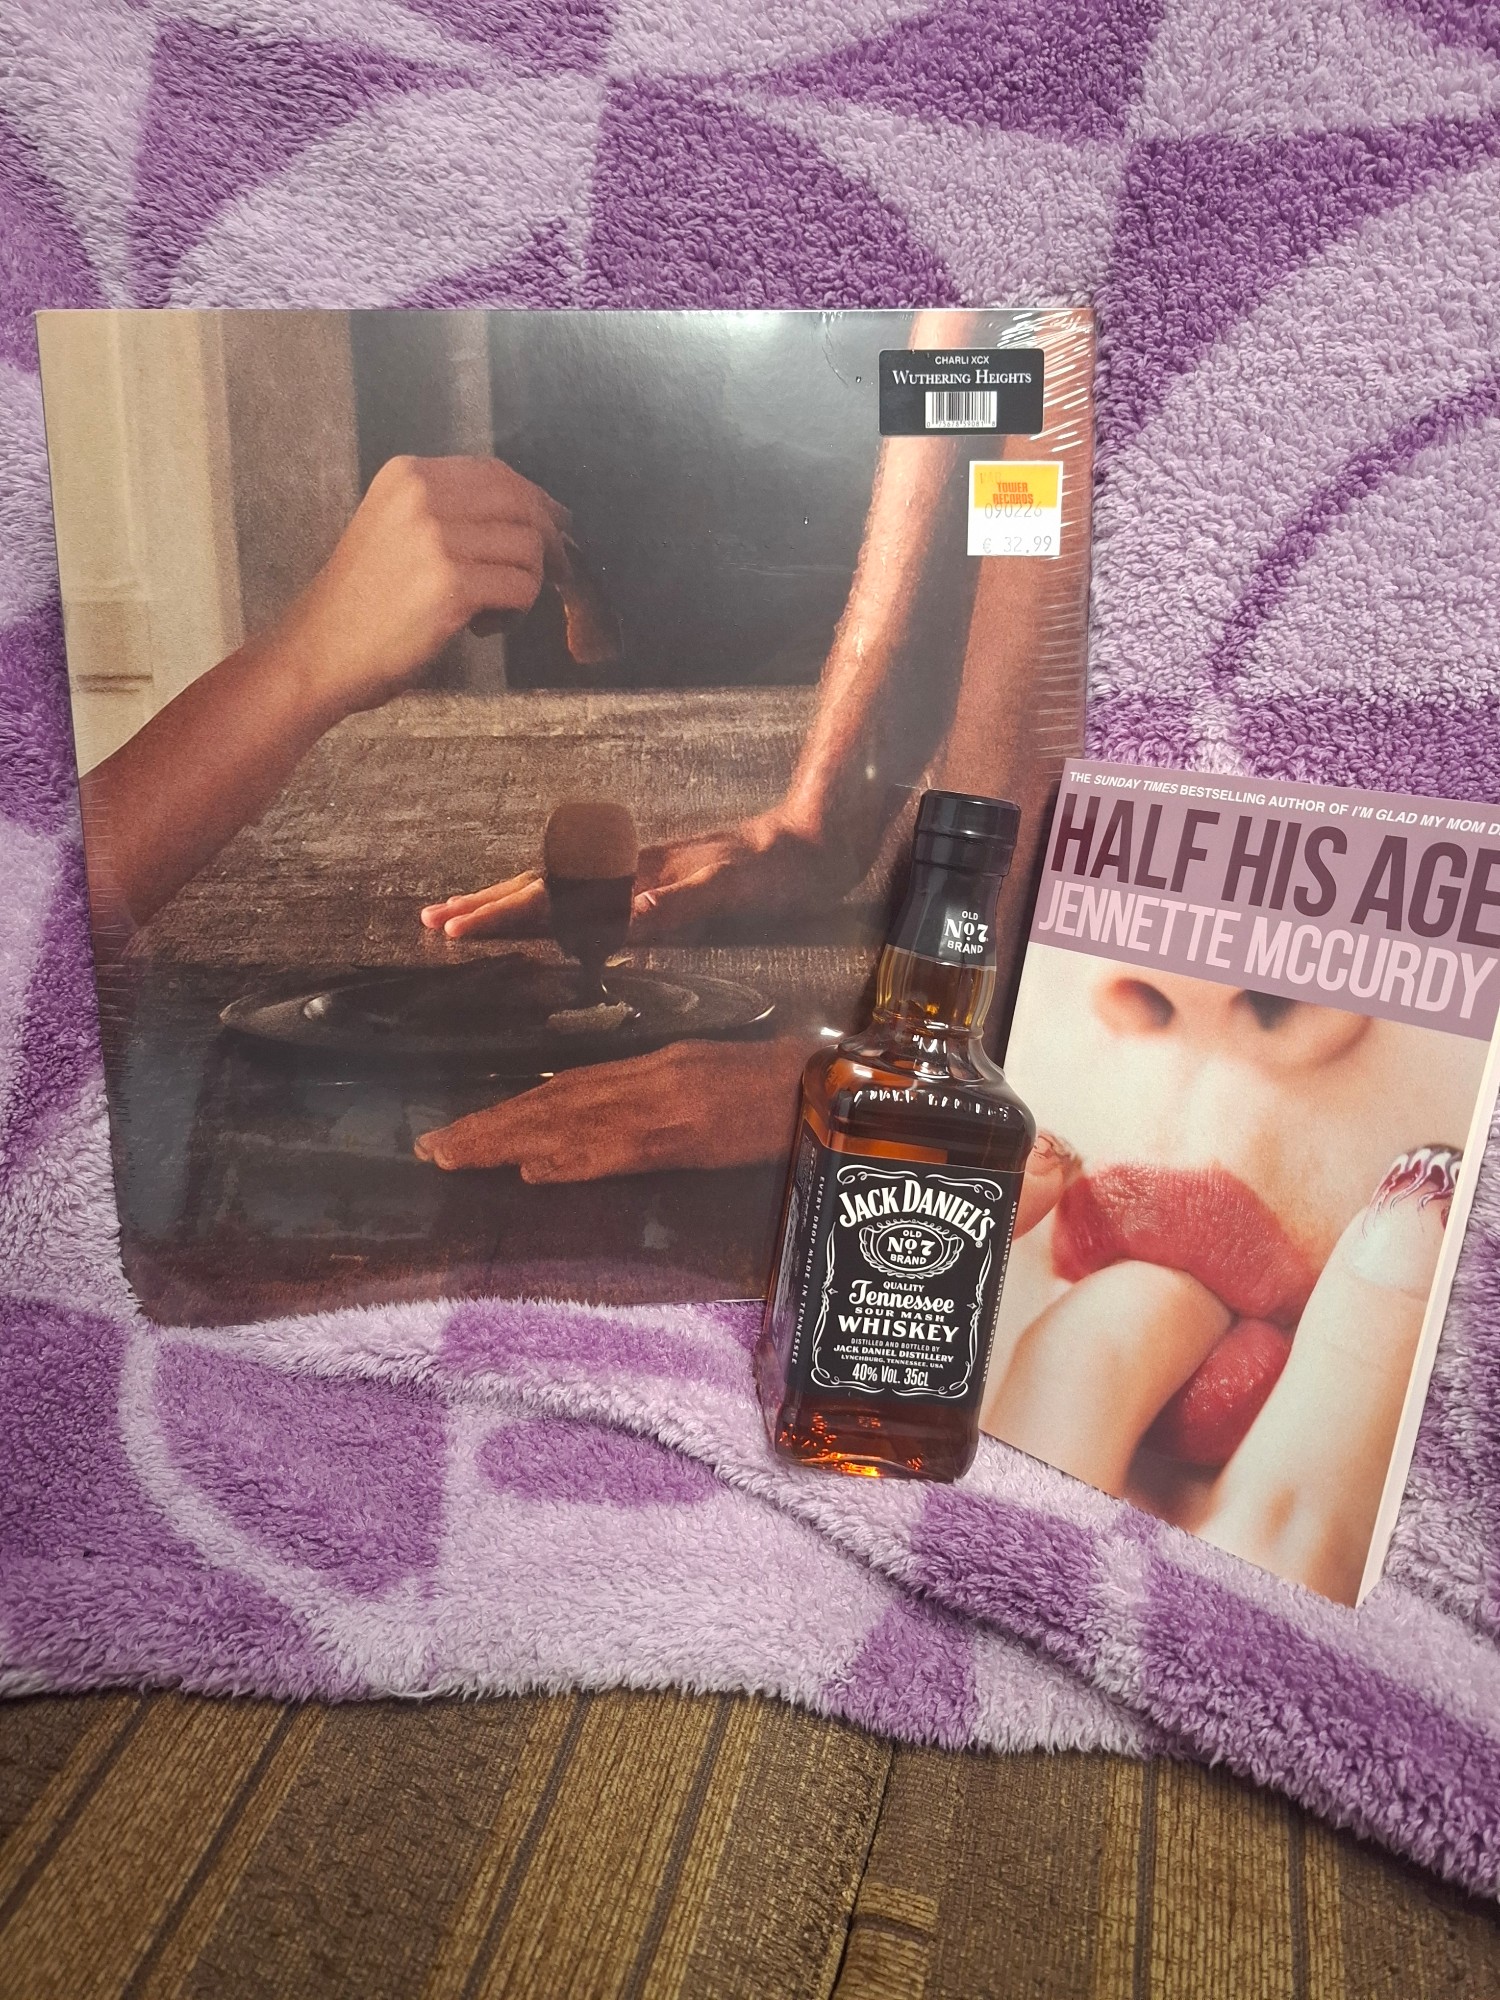 CHARLI XCX
WUTHERING HEIGHTS
TOWER
RECORDS
090226
€ 32.99
THE SUNDAY TIMES BESTSELLING AUTHOR OF I'M GLAD MY MOM D
HALF HIS AGE
JENNETTE MCCURDY
OLD
No7
BRAND
JACK DANIEL'S
OLD
No.7
BRAND
QUALITY
Tennessee
SOUR MASH
WHISKEY
DISTILLED AND BOTTLED BY
JACK DANIEL DISTILLERY
LYNCHBURG, TENNESSEE, USA
40% VOL. 35CL
EVERY DROP MADE IN TENNESSEE